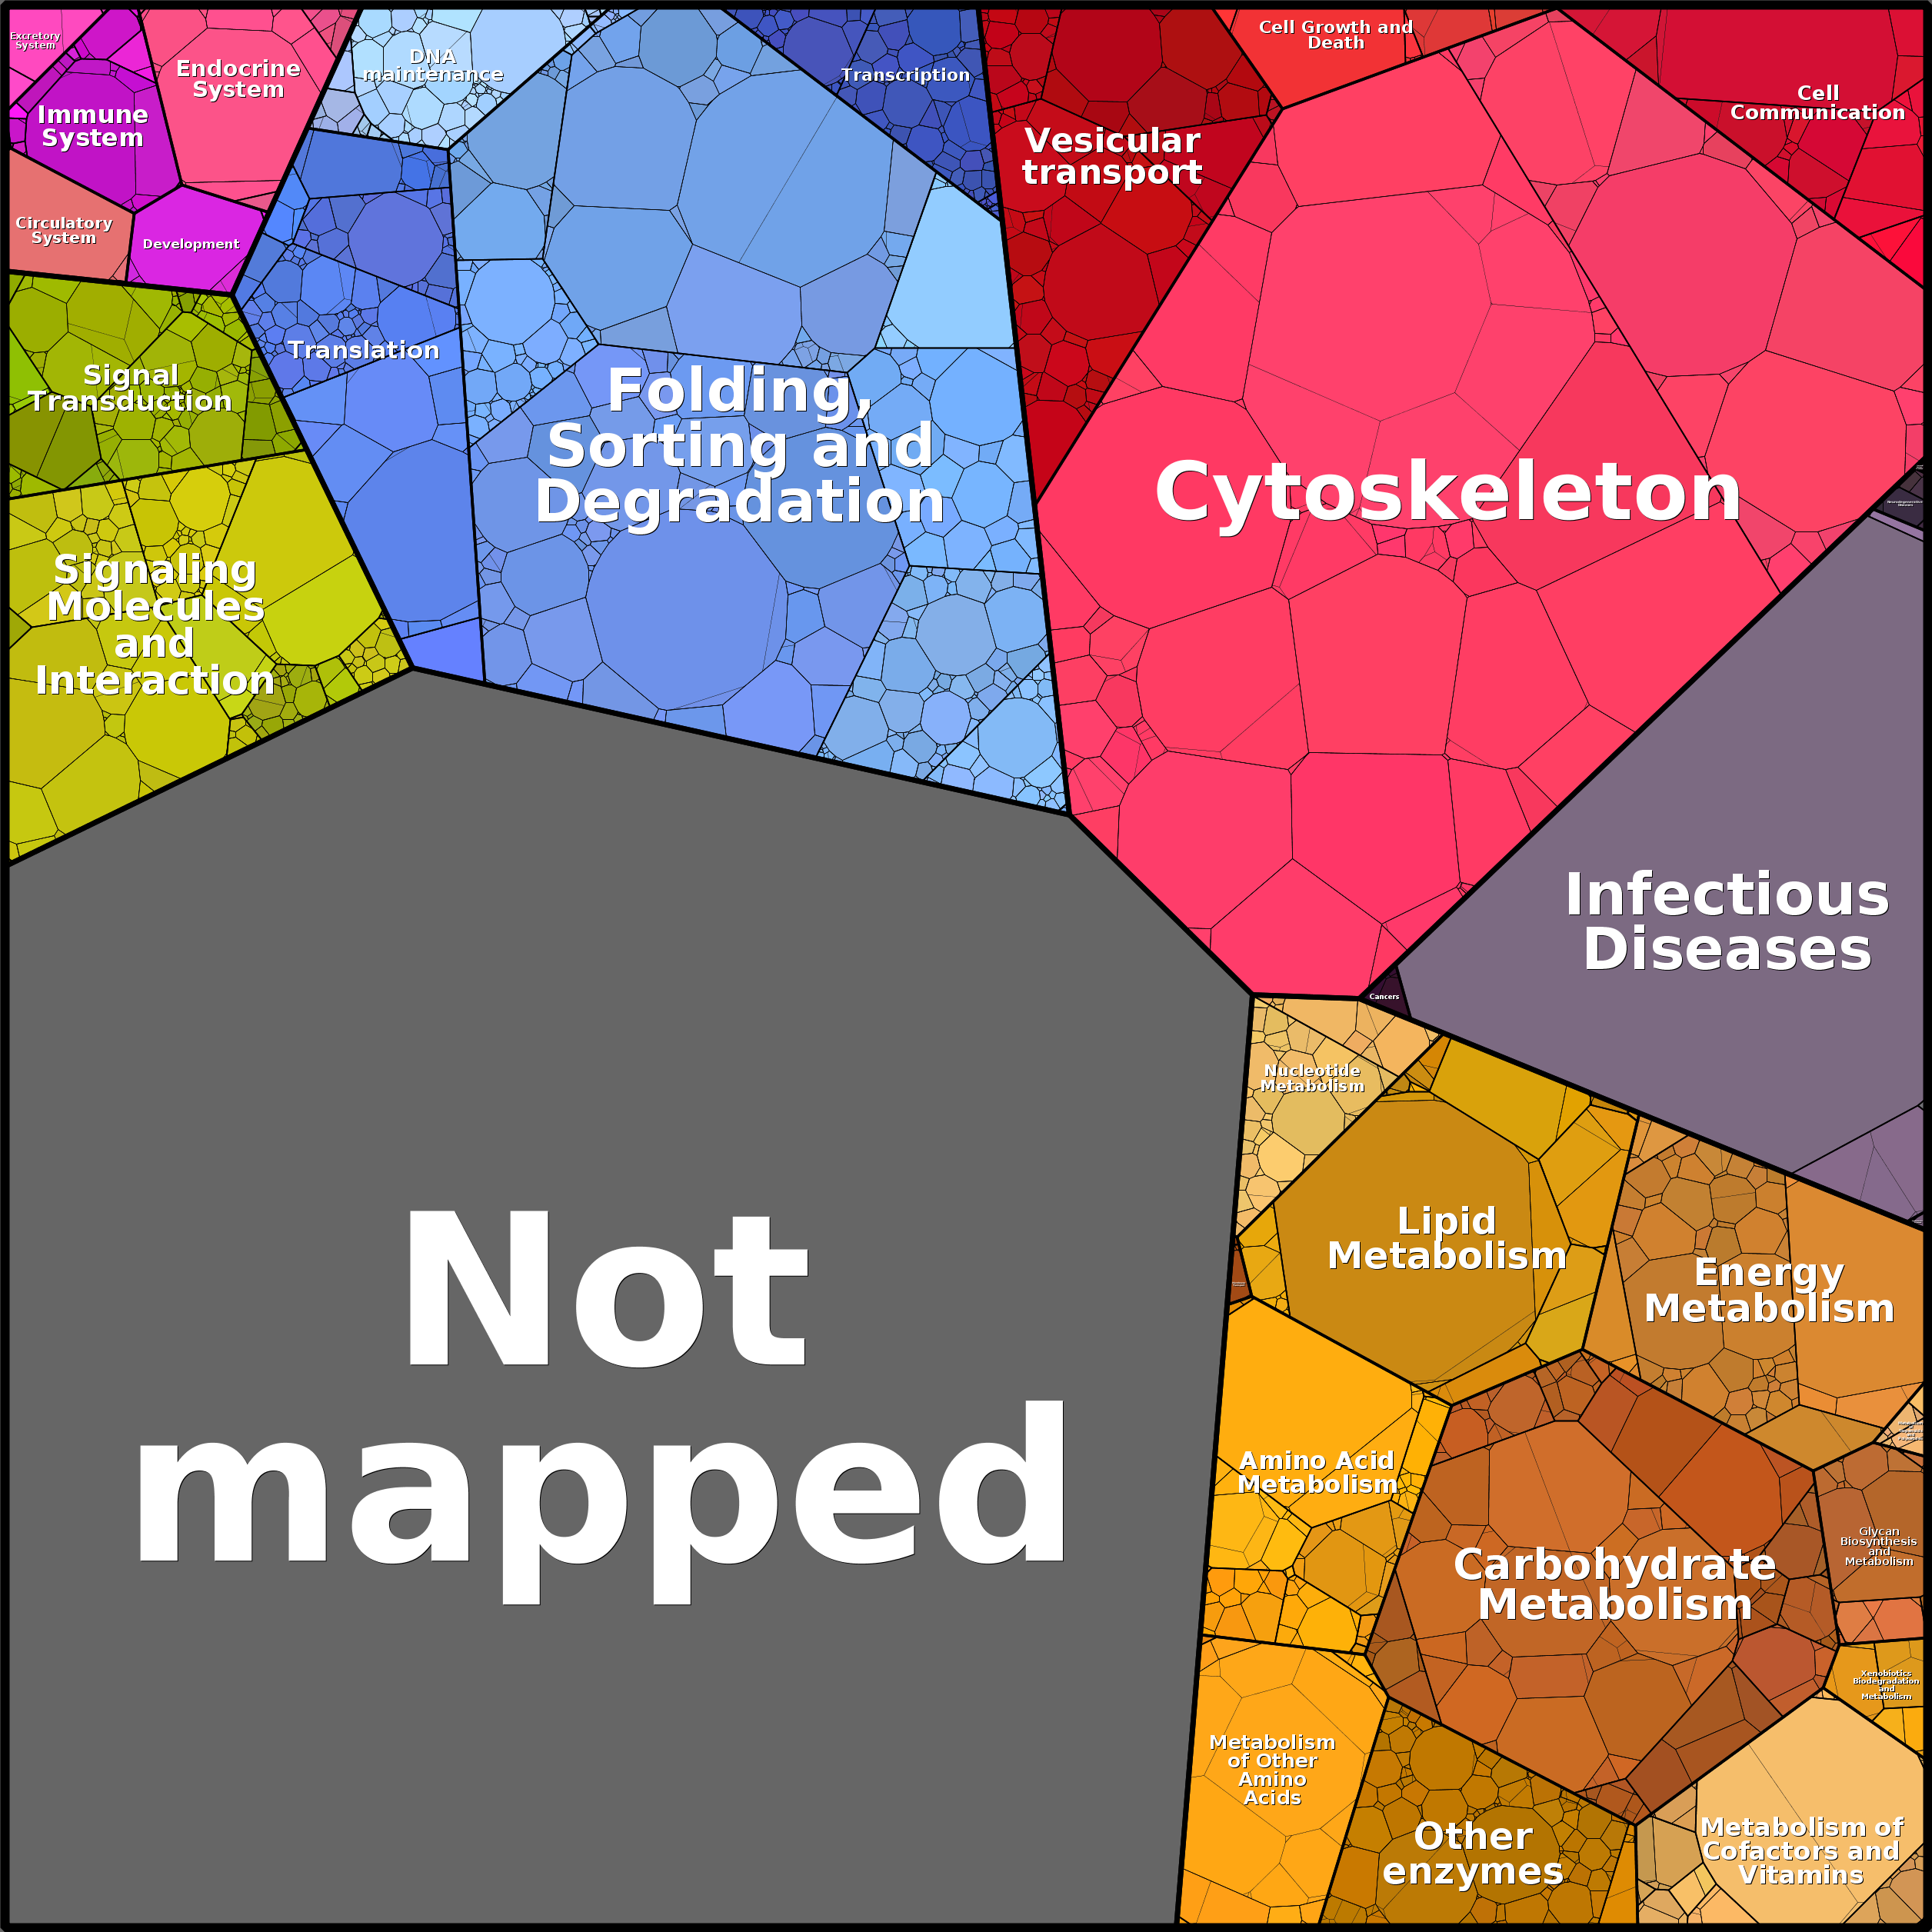 Excretory
System
Immune
System
Endocrine
System
Circulatory
System
Development
DNA
maintenance
Transcription
Translation
Folding,
Sorting and
Degradation
Signal
Transduction
Signaling
Molecules
and
Interaction
Vesicular
transport
Cell Growth and
Death
Cell
Communication
Cytoskeleton
Infectious
Diseases
Cancers
Not
mapped
Nucleotide
Metabolism
Lipid
Metabolism
Energy
Metabolism
Amino Acid
Metabolism
Carbohydrate
Metabolism
Glycan
Biosynthesis
and
Metabolism
Xenobiotics
Biodegradation
and
Metabolism
Metabolism
of Other
Amino
Acids
Other
enzymes
Metabolism of
Cofactors and
Vitamins